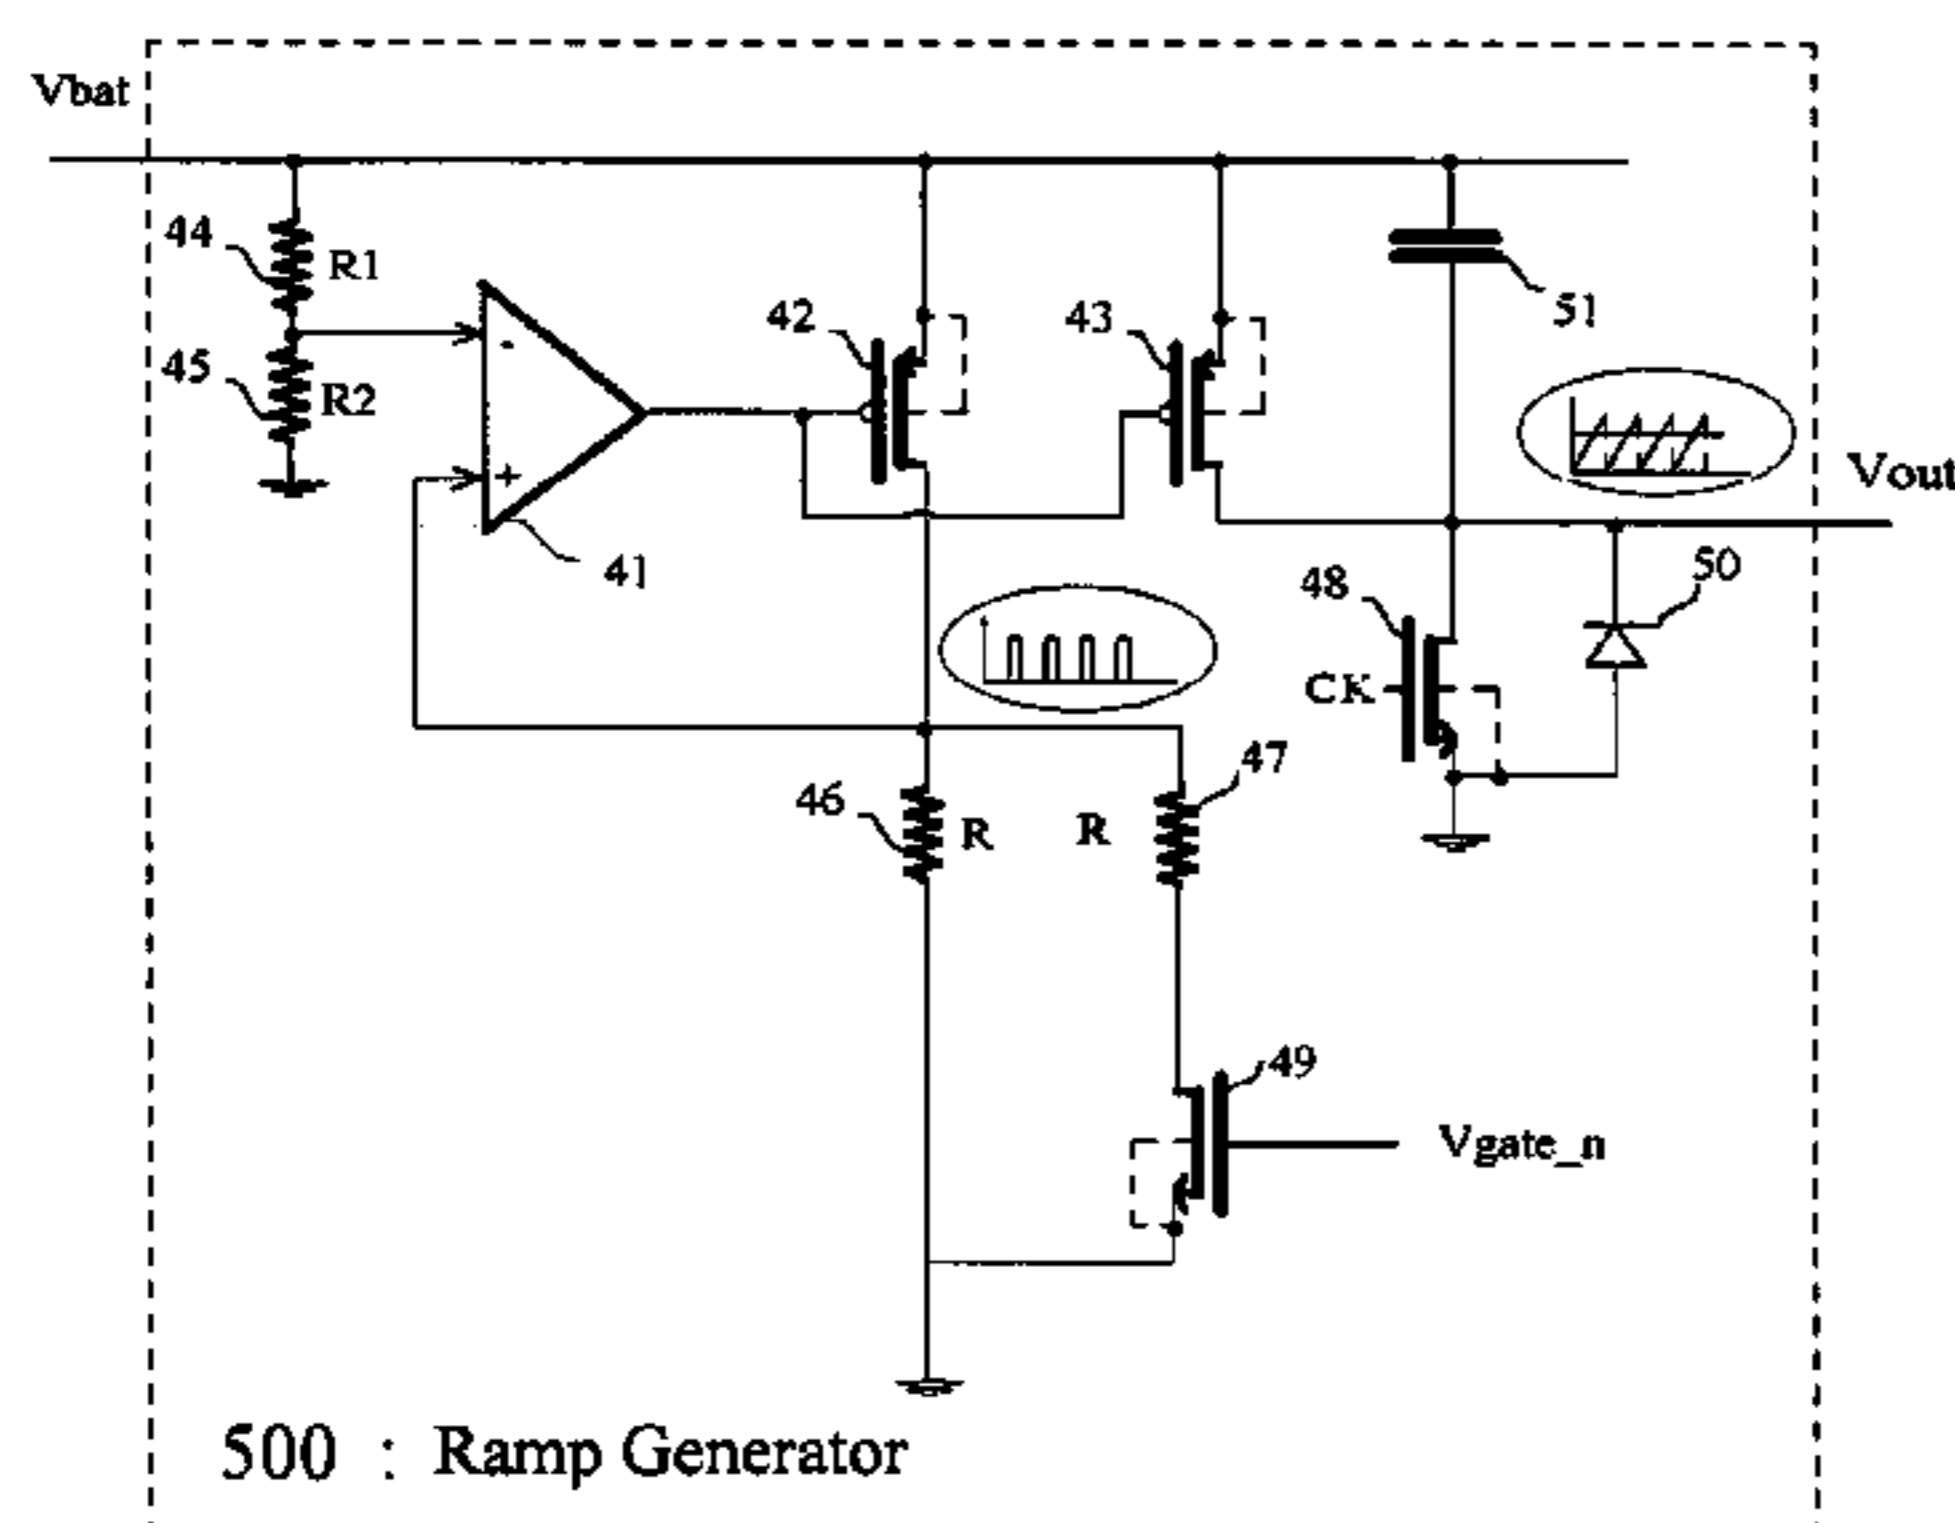 Vbat
44
R1
45
R2
-
+
41
42
43
51
Vout
48
50
CK
46
R
R
47
49
Vgate_n
500 : Ramp Generator